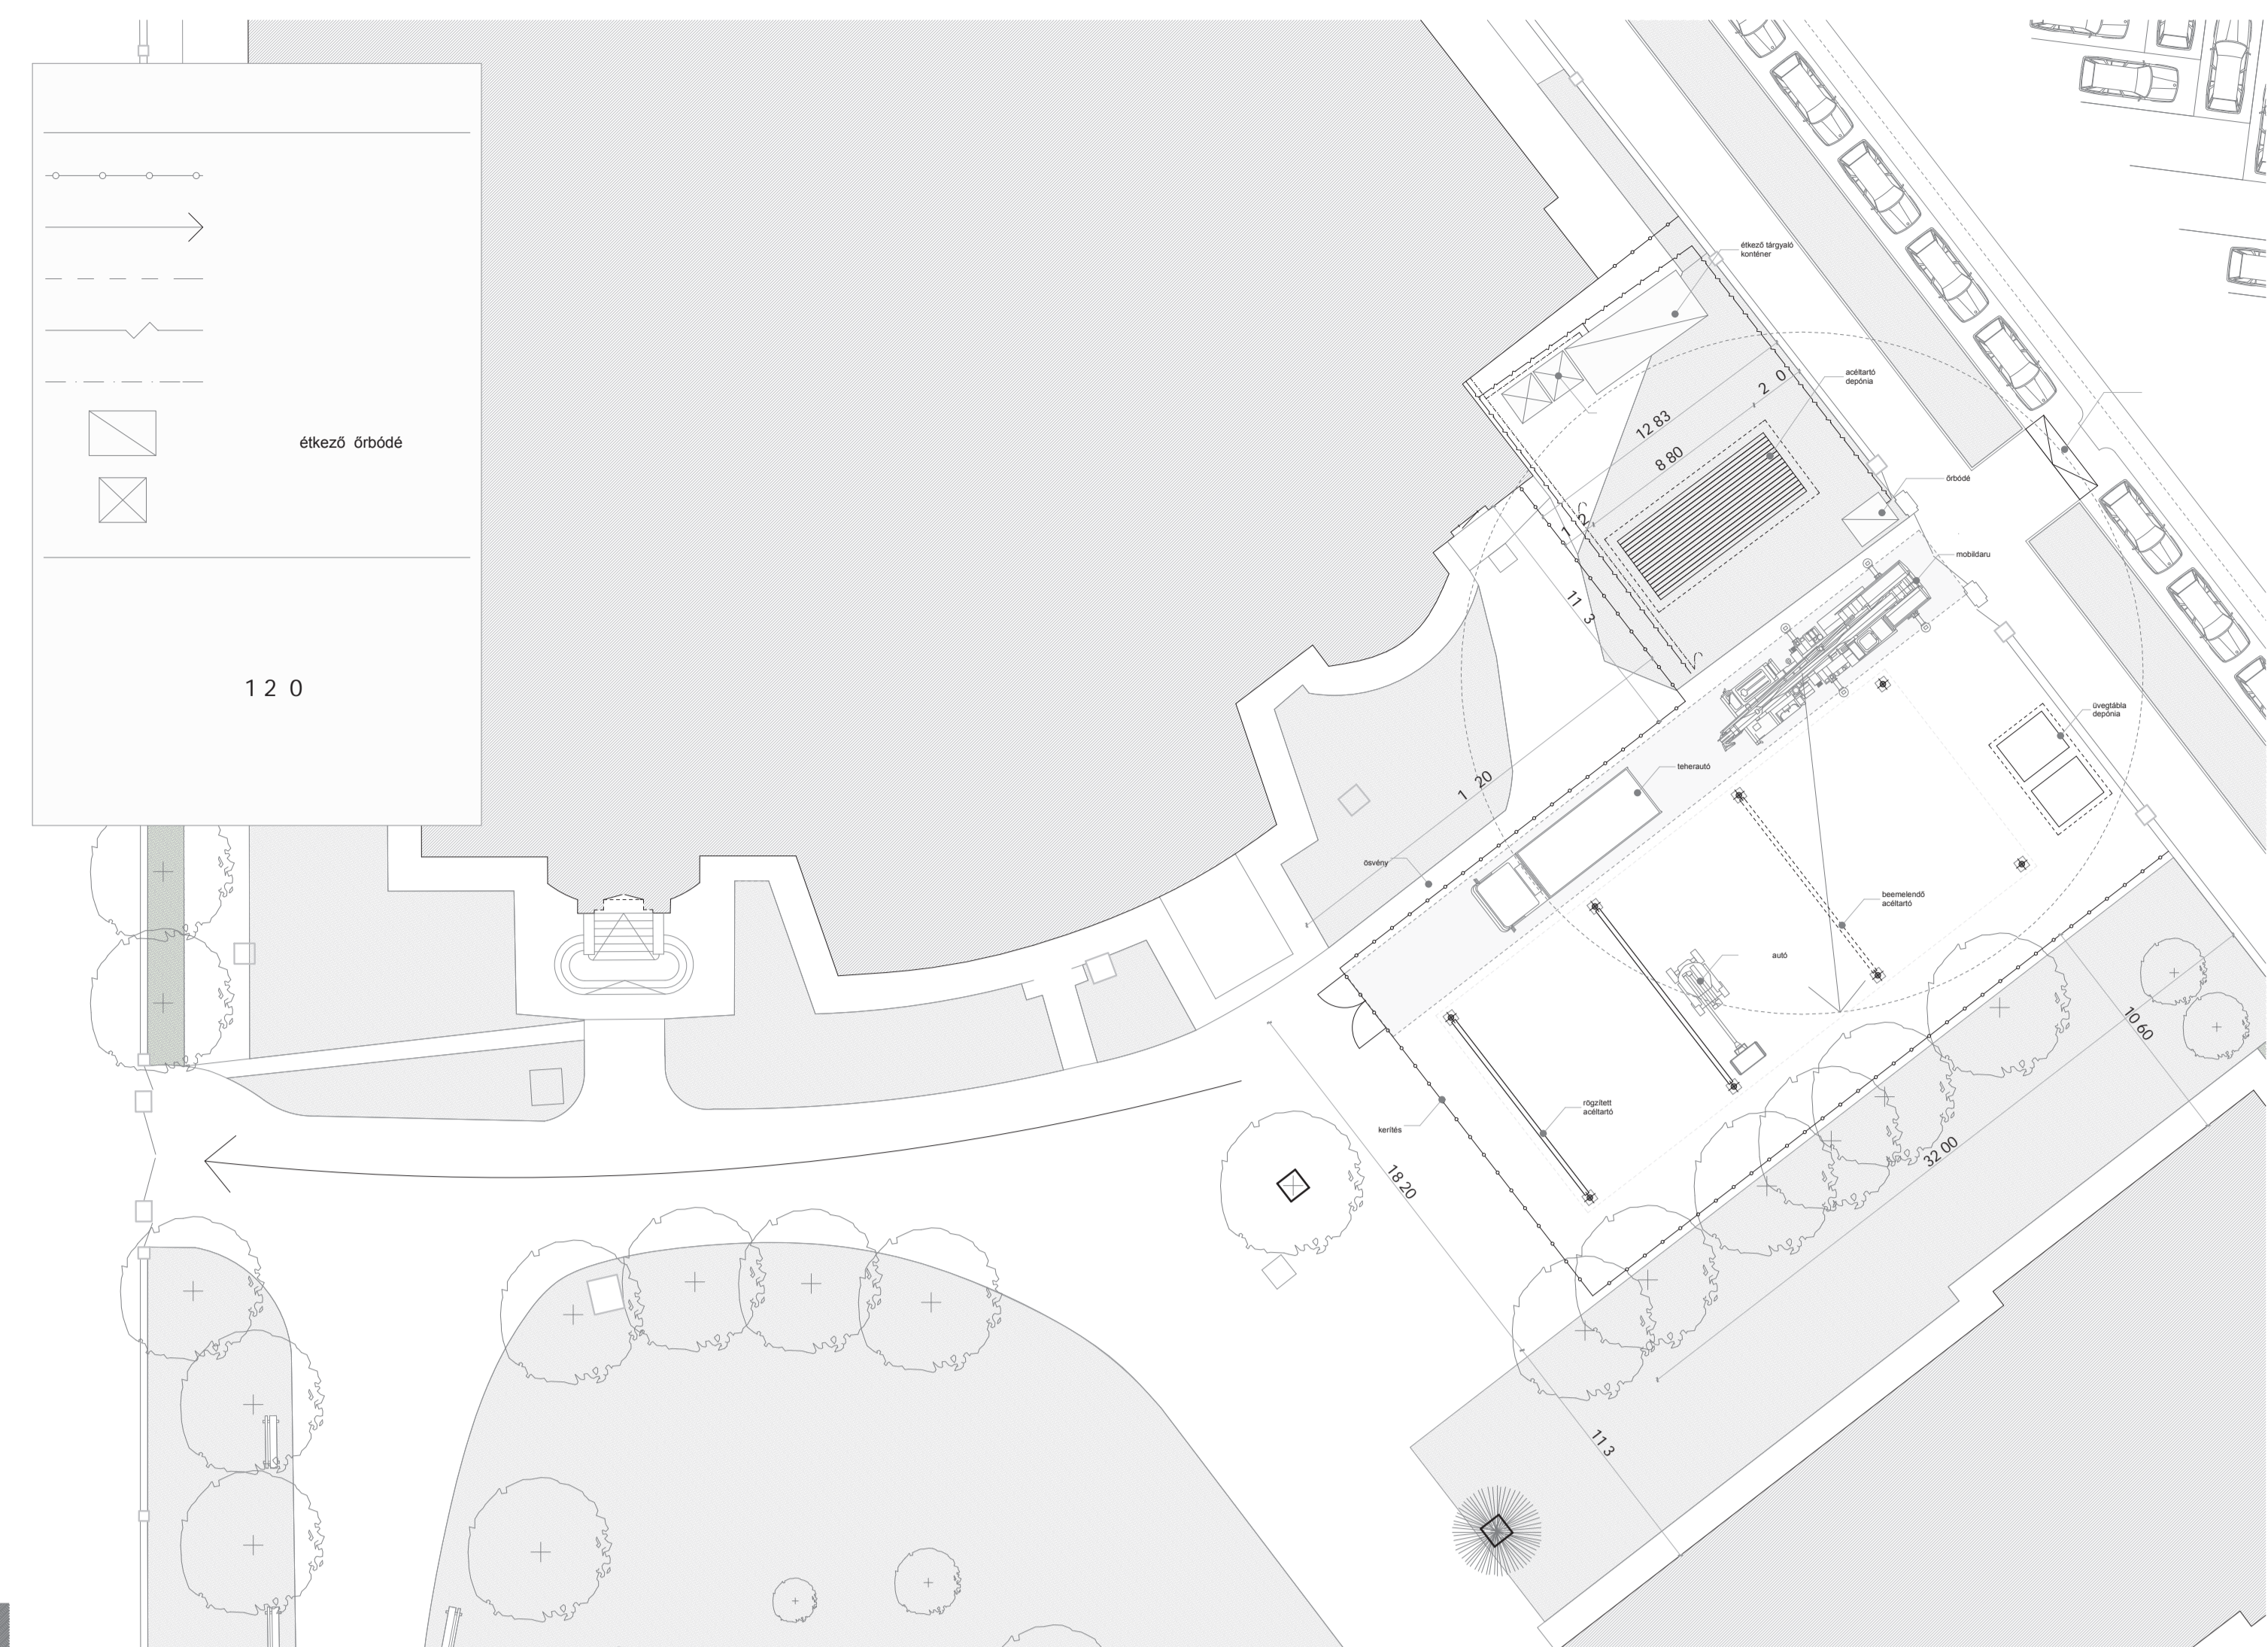 étkező őrbódé
1 2 0
étkező tárgyaló
konténer
acéltartó
depónia
2 0
12 83
8 80
1 2
11 3
őrbódé
mobildaru
üvegtábla
depónia
teherautó
1 20
ösvény
beemelendő
acéltartó
autó
10 60
rögzített
acéltartó
kerítés
32 00
18 20
11 3